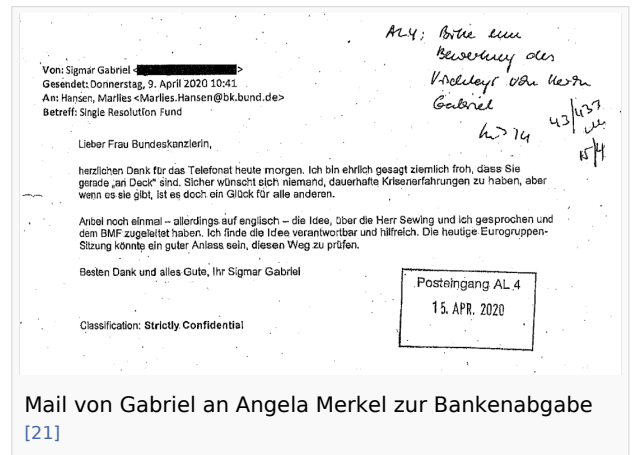 AL4: Bitte um
Bewertung des
Vorschlags von Herrn
Gabriel
Von: Sigmar Gabriel <
>
Gesendet: Donnerstag, 9. April 2020 10:41
An: Hansen, Marlies <Marlies.Hansen@bk.bund.de>
Betreff: Single Resolution Fund
43/433
15/4
Lieber Frau Bundeskanzlerin,
herzlichen Dank für das Telefonat heute morgen. Ich bin ehrlich gesagt ziemlich froh, dass Sie
gerade „an Deck“ sind. Sicher wünscht sich niemand, dauerhafte Krisenerfahrungen zu haben, aber
wenn es sie gibt, ist es doch ein Glück für alle anderen.
Anbei noch einmal – allerdings auf englisch – die Idee, über die Herr Sewing und ich gesprochen und
dem BMF zugeleitet haben. Ich finde die Idee verantwortbar und hilfreich. Die heutige Eurogruppen-
Sitzung könnte ein guter Anlass sein, diesen Weg zu prüfen.
Besten Dank und alles Gute, Ihr Sigmar Gabriel
Posteingang AL 4
15. APR. 2020
Classification: Strictly Confidential
Mail von Gabriel an Angela Merkel zur Bankenabgabe
[21]